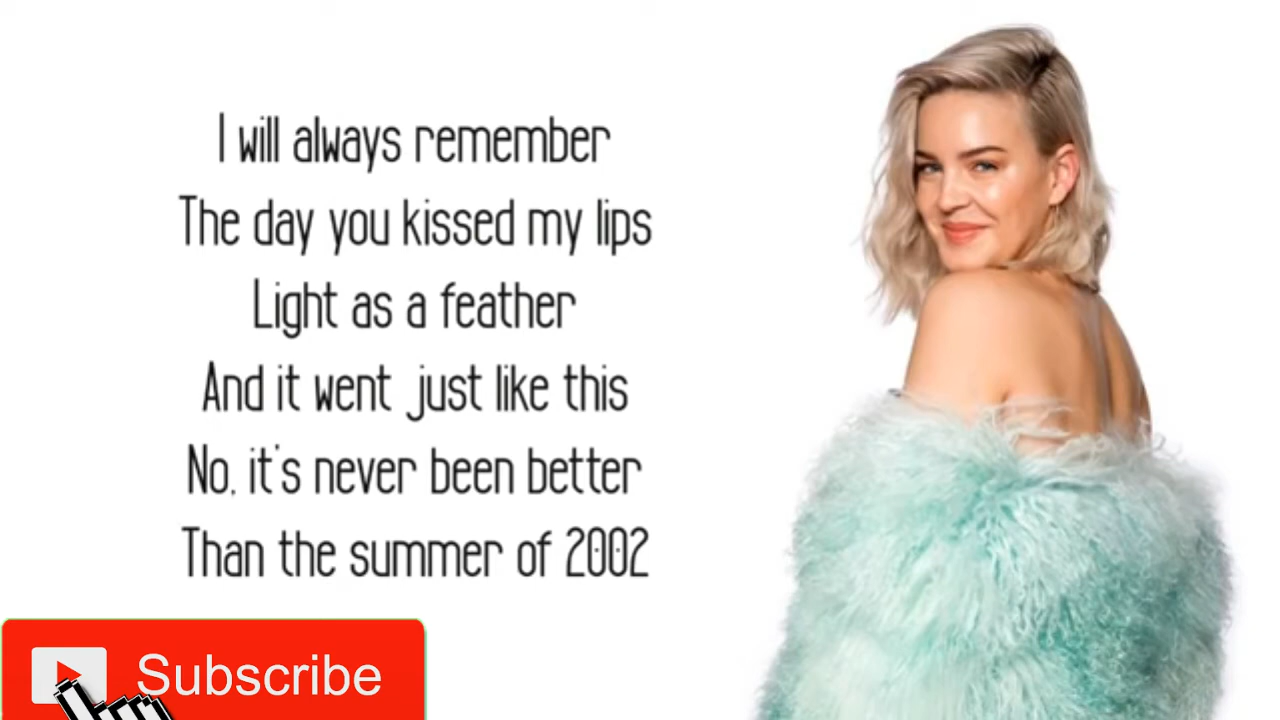 I will always remember
The day you kissed my lips
Light as a feather
And it went just like this
No, it's never been better
Than the summer of 2002
Subscribe